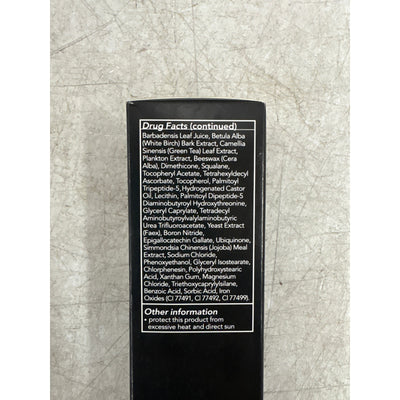 Drug Facts (continued)
Barbadensis Leaf Juice, Betula Alba
(White Birch) Bark Extract, Camellia
Sinensis (Green Tea) Leaf Extract,
Plankton Extract, Beeswax (Cera
Alba), Dimethicone, Squalane,
Tocopheryl Acetate, Tetrahexyldecyl
Ascorbate, Tocopherol, Palmitoyl
Tripeptide-5, Hydrogenated Castor
Oil, Lecithin, Palmitoyl Dipeptide-5
Diaminobutyroyl Hydroxythreonine,
Glyceryl Caprylate, Tetradecyl
Aminobutyroylvalylaminobutyric
Urea Trifluoroacetate, Yeast Extract
(Faex), Boron Nitride,
Epigallocatechin Gallate, Ubiquinone,
Simmondsia Chinensis (Jojoba) Meal
Extract, Sodium Chloride,
Phenoxyethanol, Glyceryl Isostearate,
Chlorphenesin, Polyhydroxystearic
Acid, Xanthan Gum, Magnesium
Chloride, Triethoxycaprylylsilane,
Benzoic Acid, Sorbic Acid, Iron
Oxides (CI 77491, CI 77492, CI 77499).
Other information
• protect this product from
excessive heat and direct sun